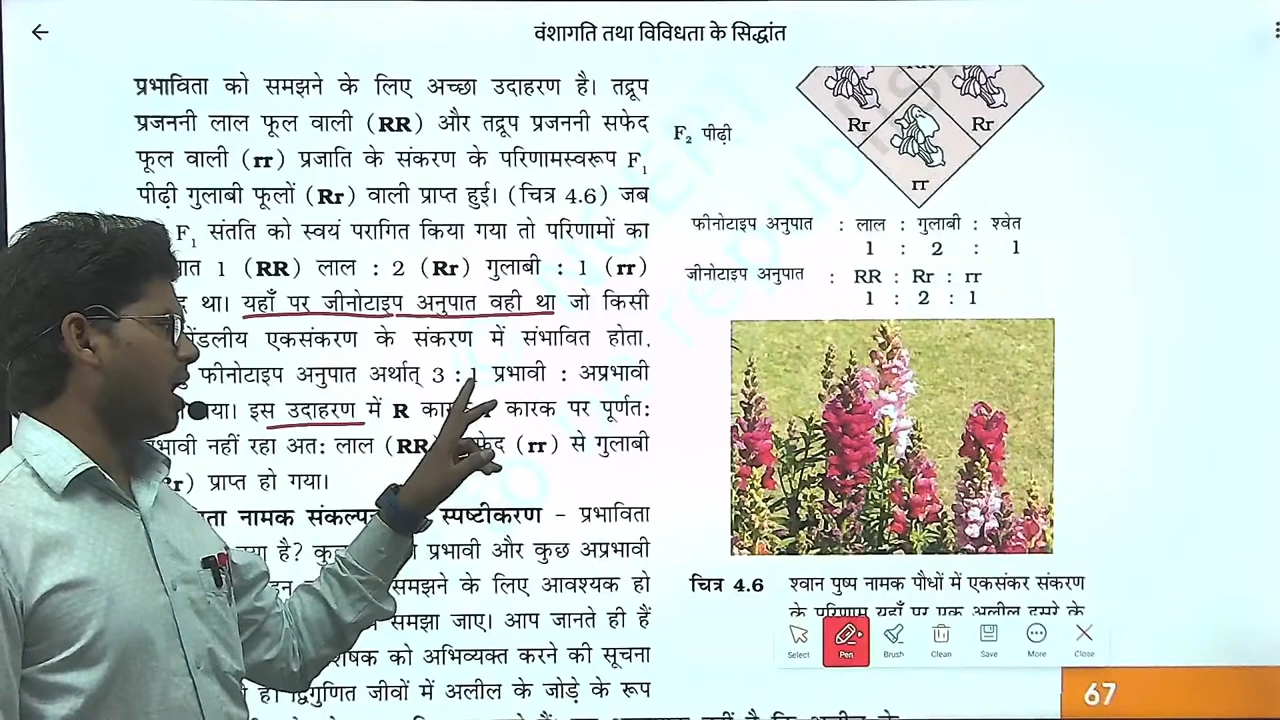 वंशागति तथा विविधता के सिद्धांत
प्रभाविता को समझने के लिए अच्छा उदाहरण है। तद्रूप
प्रजननी लाल फूल वाली (RR) और तद्रूप प्रजननी सफेद
फूल वाली (rr) प्रजाति के संकरण के परिणामस्वरूप F₁
पीढ़ी गुलाबी फूलों (Rr) वाली प्राप्त हुई। (चित्र 4.6) जब
F₁ संतति को स्वयं परागित किया गया तो परिणामों का
1 (RR) लाल : 2 (Rr) गुलाबी : 1 (rr)
था। यहाँ पर जीनोटाइप अनुपात वही था जो किसी
एकसंकरण के संकरण में संभावित होता,
फीनोटाइप अनुपात अर्थात् 3 : 1 प्रभावी : अप्रभावी
इस उदाहरण में R कारक पर पूर्णत:
नहीं रहा अत: लाल (RR) (rr) से गुलाबी
प्राप्त हो गया।
नामक स्पष्टीकरण – प्रभाविता
है? प्रभावी और कुछ अप्रभावी
समझने के लिए आवश्यक हो
समझा जाए। आप जानते ही हैं
को अभिव्यक्त करने की सूचना
द्विगुणित जीवों में अलील के जोड़े के रूप
F₂ पीढ़ी
Rr
Rr
rr
फीनोटाइप अनुपात : लाल : गुलाबी : श्वेत
1 : 2 : 1
जीनोटाइप अनुपात : RR : Rr : rr
1 : 2 : 1
चित्र 4.6 श्वान पुष्प नामक पौधों में एकसंकर संकरण
के परिणाम यहाँ पर एक अलील दूसरे के
Select
Pen
Brush
Clean
Save
More
Close
67